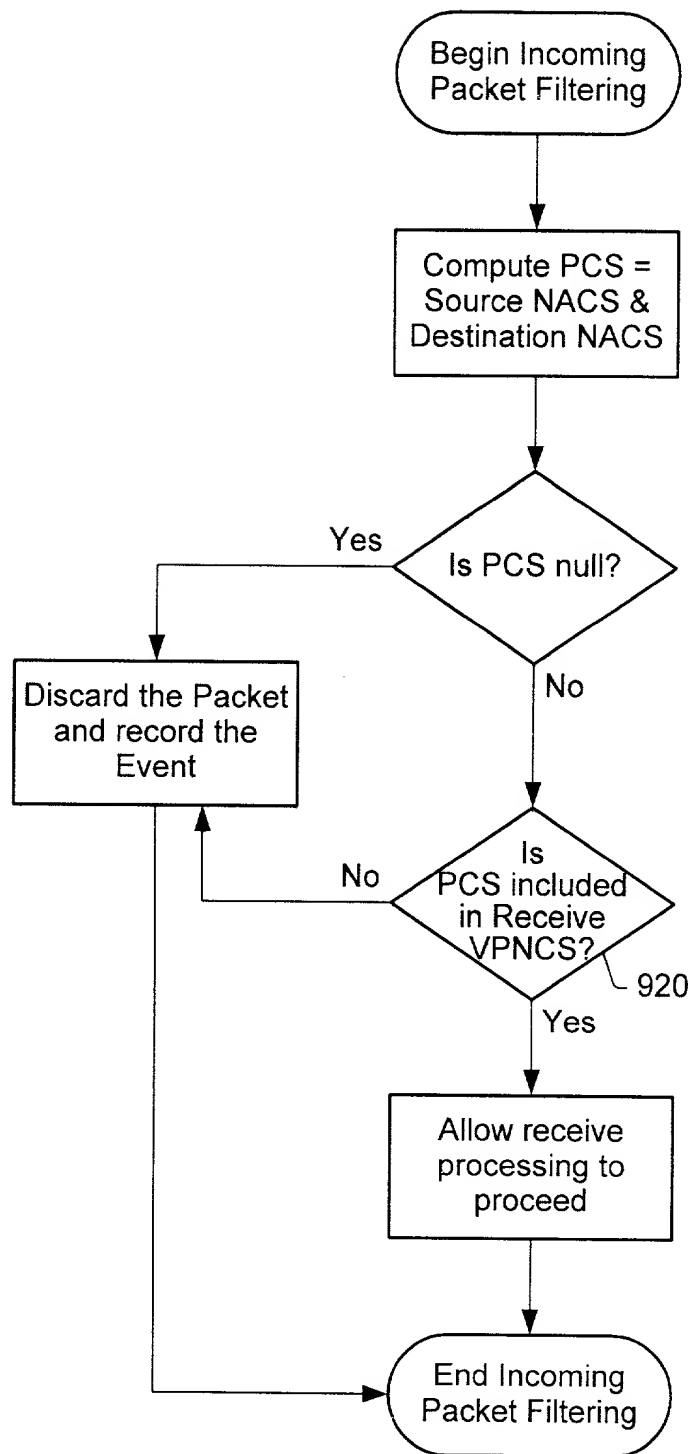 Begin Incoming
Packet Filtering
Compute PCS =
Source NACS &
Destination NACS
Yes
Is PCS null?
No
Discard the Packet
and record the
Event
No
Is
PCS included
in Receive
VPNCS?
920
Yes
Allow receive
processing to
proceed
End Incoming
Packet Filtering